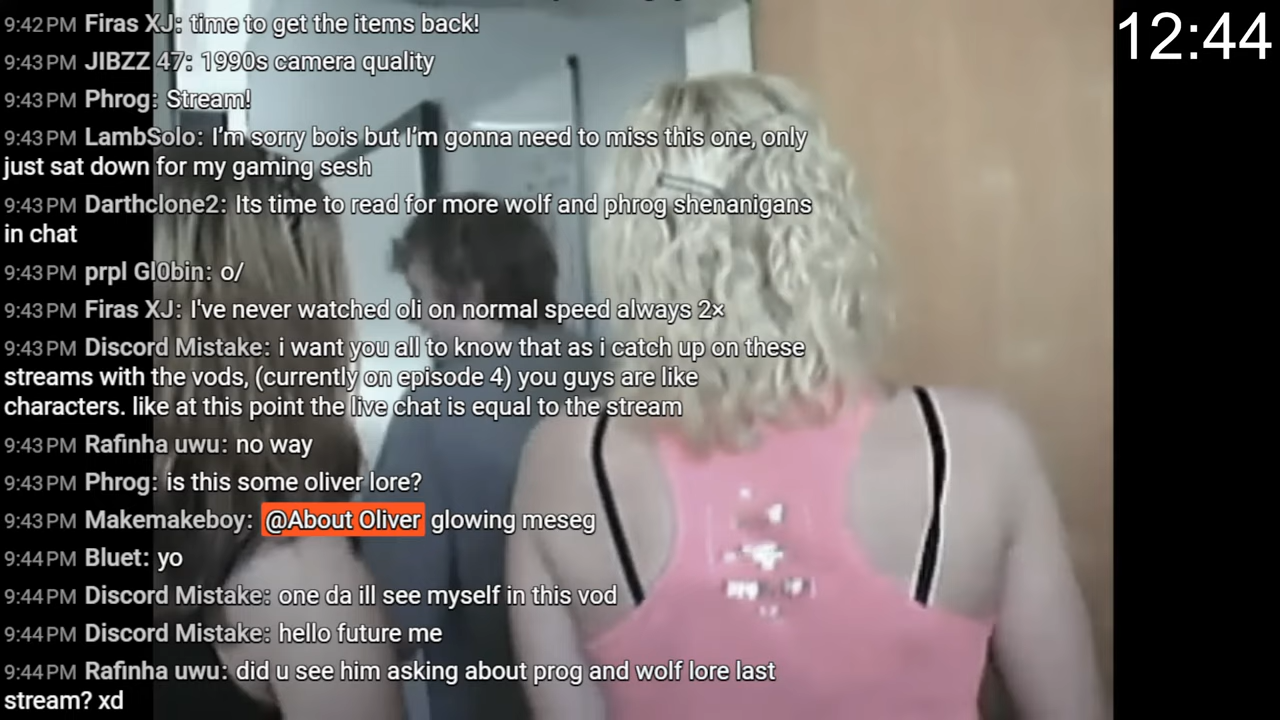 9:42 PM Firas XJ: time to get the items back!
12:44
9:43 PM JIBZZ 47: 1990s camera quality
9:43 PM Phrog: Stream!
9:43 PM LambSolo: I'm sorry bois but I'm gonna need to miss this one, only
just sat down for my gaming sesh
9:43 PM Darthclone2: Its time to read for more wolf and phrog shenanigans
in chat
9:43 PM prpl Gl0bin: o/
9:43 PM Firas XJ: I've never watched oli on normal speed always 2×
9:43 PM Discord Mistake: i want you all to know that as i catch up on these
streams with the vods, (currently on episode 4) you guys are like
characters. like at this point the live chat is equal to the stream
9:43 PM Rafinha uwu: no way
9:43 PM Phrog: is this some oliver lore?
9:43 PM Makemakeboy: @About Oliver glowing meseg
9:44 PM Bluet: yo
9:44 PM Discord Mistake: one da ill see myself in this vod
9:44 PM Discord Mistake: hello future me
9:44 PM Rafinha uwu: did u see him asking about prog and wolf lore last
stream? xd